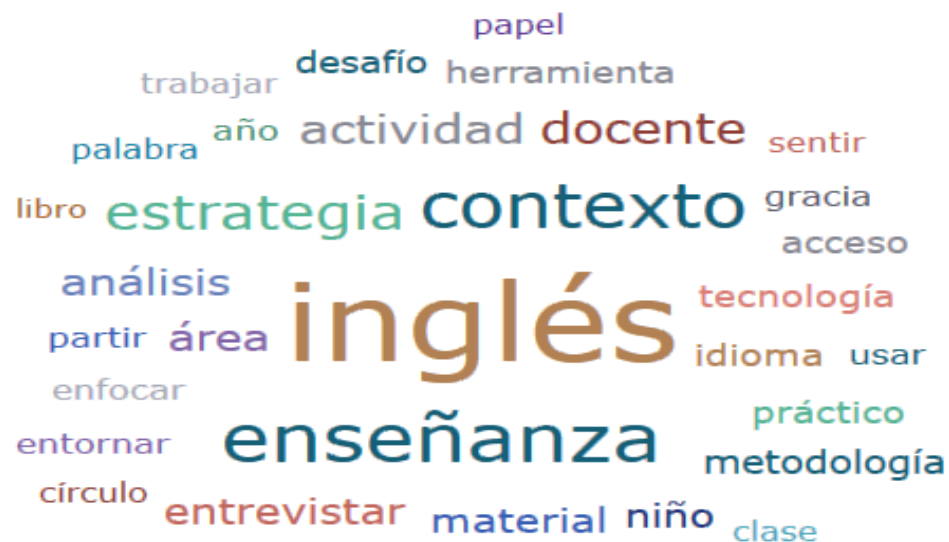 papel
desafío
trabajar
herramienta
año
actividad
docente
palabra
sentir
libro
estrategia
contexto
gracia
acceso
análisis
inglés
tecnología
partir
área
idioma
usar
enfocar
práctico
entornar
enseñanza
metodología
círculo
entrevistar
material
niño
clase